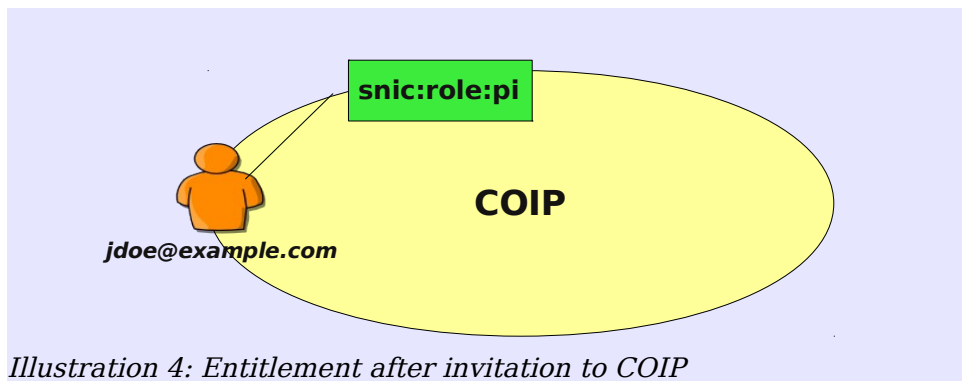 snic:role:pi
COIP
jdoe@example.com
Illustration 4: Entitlement after invitation to COIP